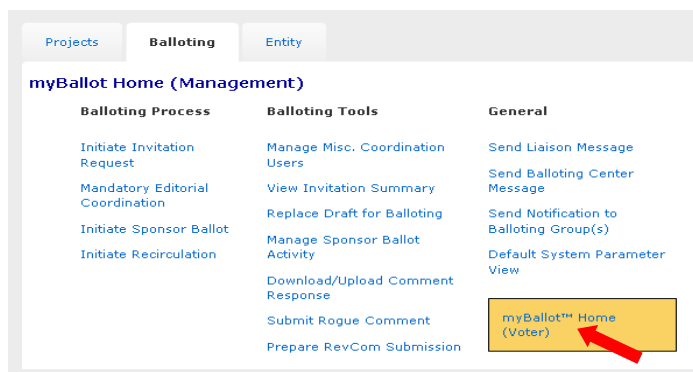 Projects
Balloting
Entity
myBallot Home (Management)
Balloting Process
Initiate Invitation
Request
Mandatory Editorial
Coordination
Initiate Sponsor Ballot
Initiate Recirculation
Balloting Tools
Manage Misc. Coordination
Users
View Invitation Summary
Replace Draft for Balloting
Manage Sponsor Ballot
Activity
Download/Upload Comment
Response
Submit Rogue Comment
Prepare RevCom Submission
General
Send Liaison Message
Send Balloting Center
Message
Send Notification to
Balloting Group(s)
Default System Parameter
View
myBallot™ Home
(Voter)